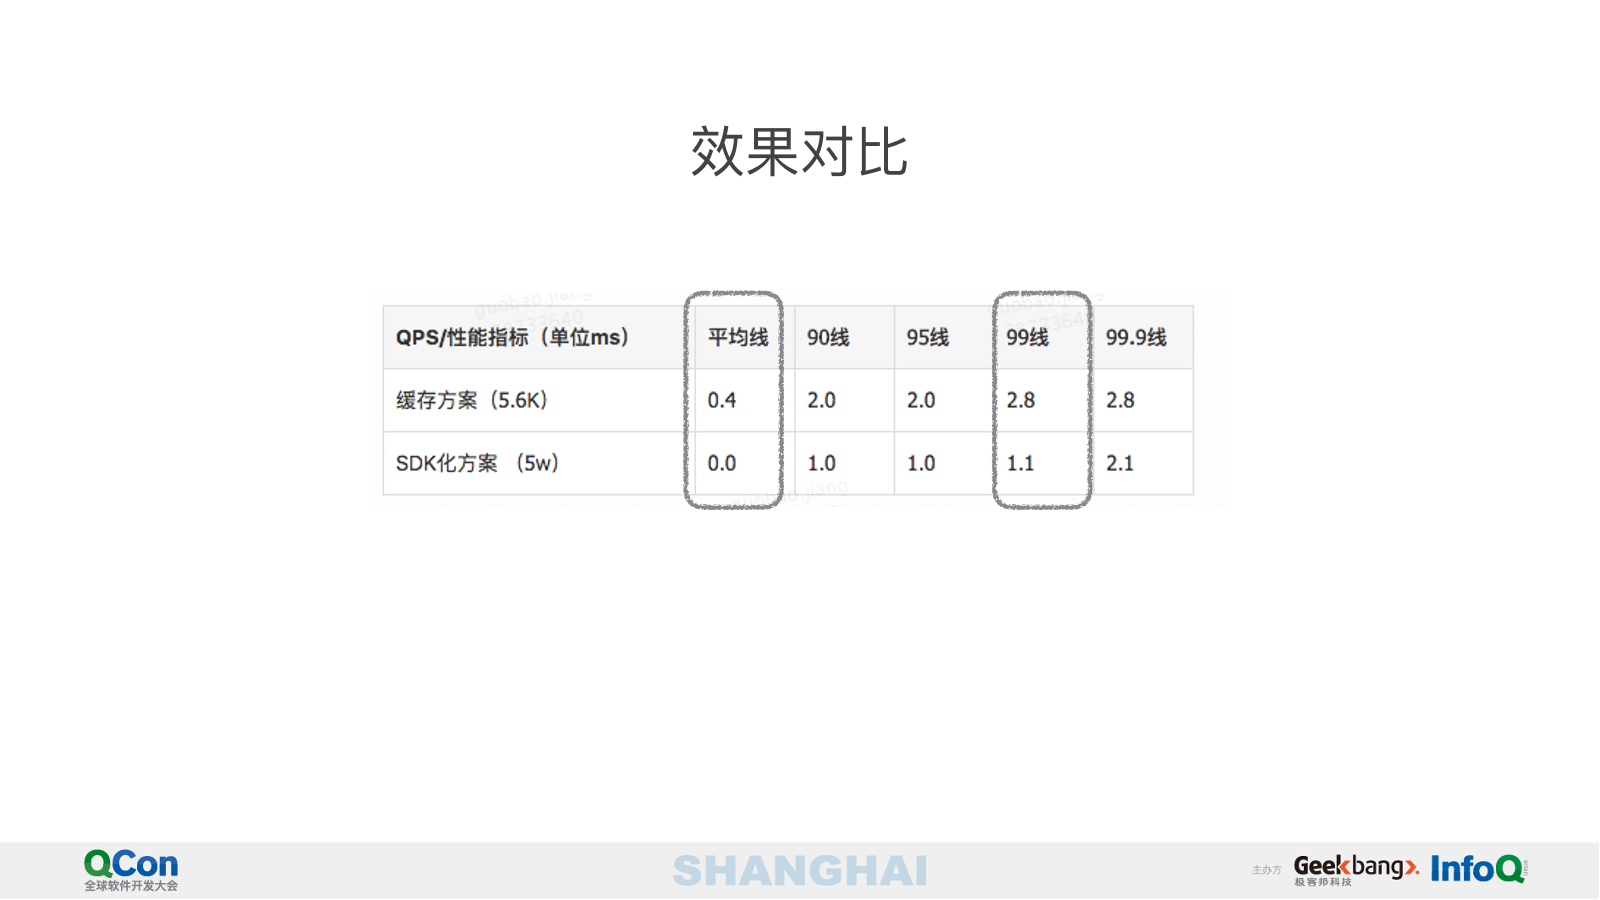 效果对比
QPS/性能指标（单位ms） 平均线 90线 95线 99线 99.9线
缓存方案（5.6K） 0.4 2.0 2.0 2.8 2.8
SDK化方案 （5w） 0.0 1.0 1.0 1.1 2.1
guobao.jiang
QCon
全球软件开发大会
SHANGHAI
主办方
Geekbang
极客邦科技
InfoQ